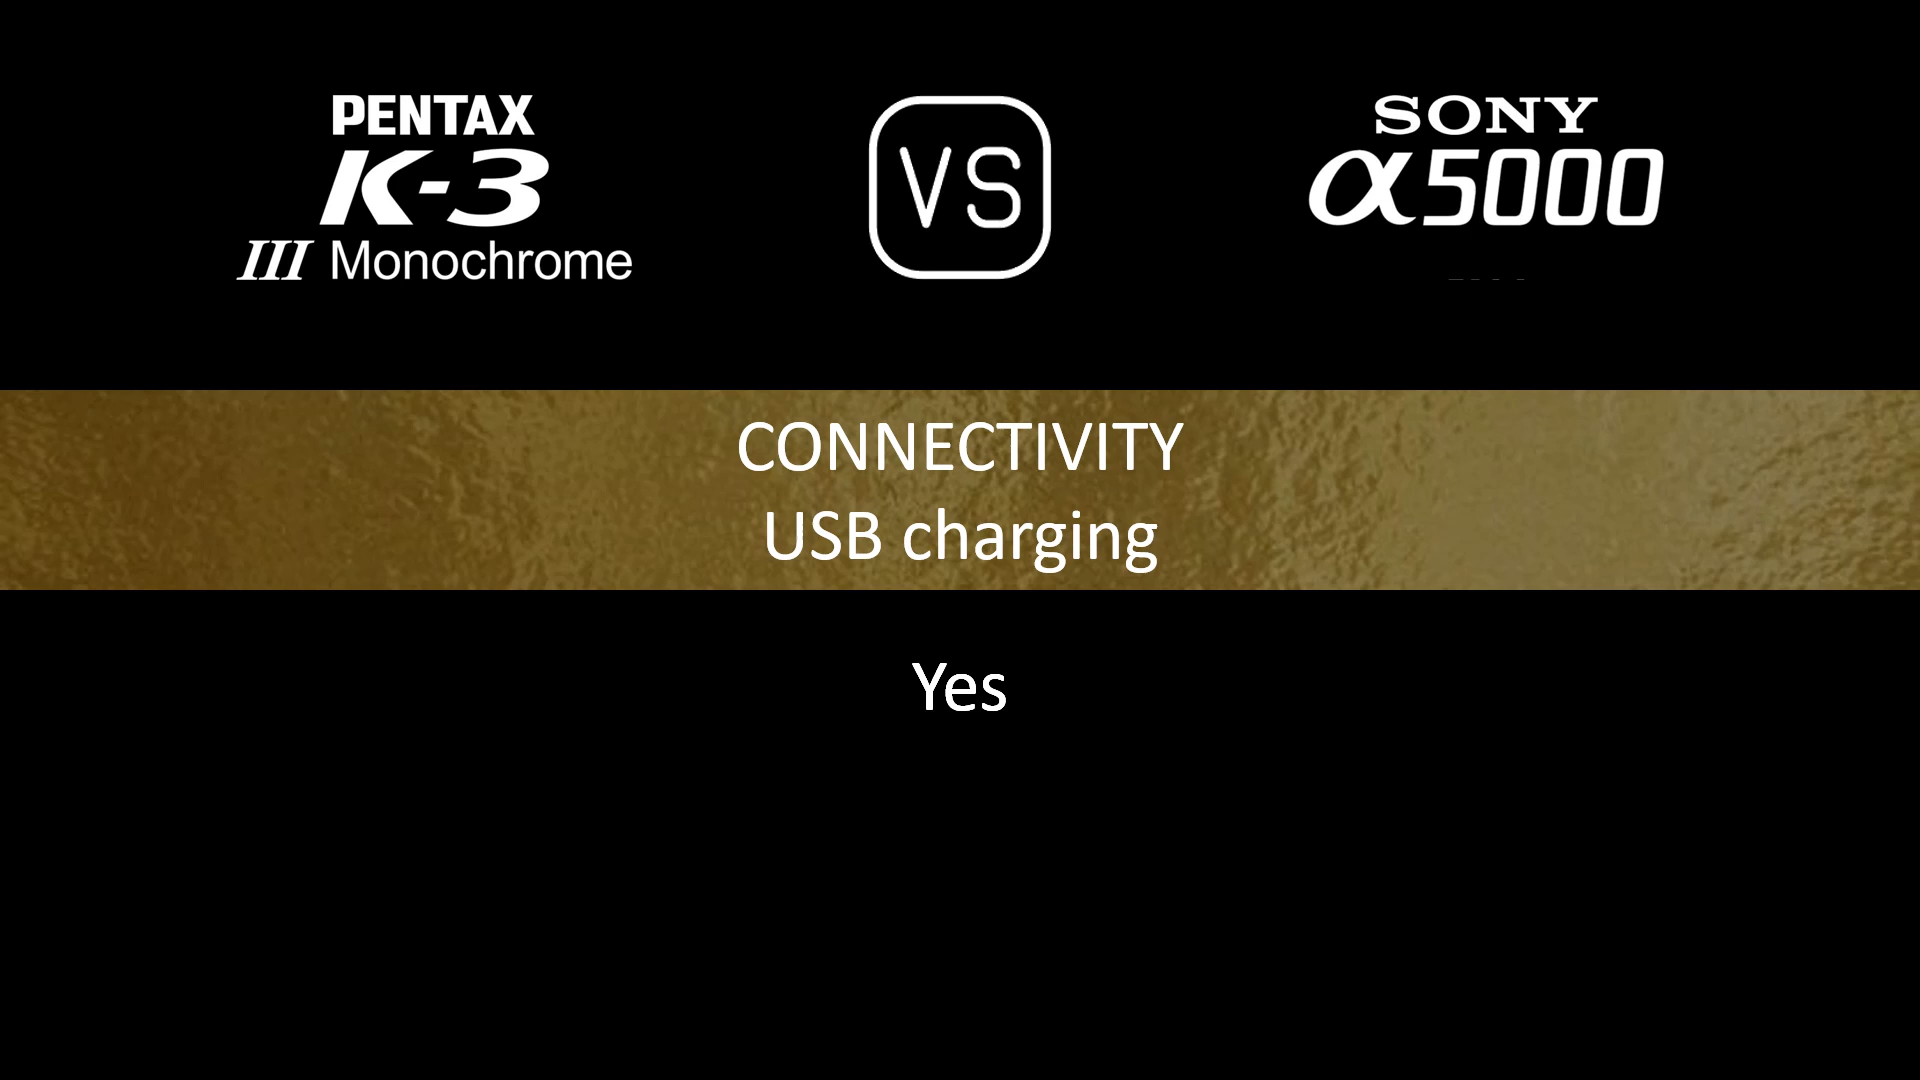 PENTAX
K-3
III Monochrome
VS
SONY
α5000
CONNECTIVITY
USB charging
Yes